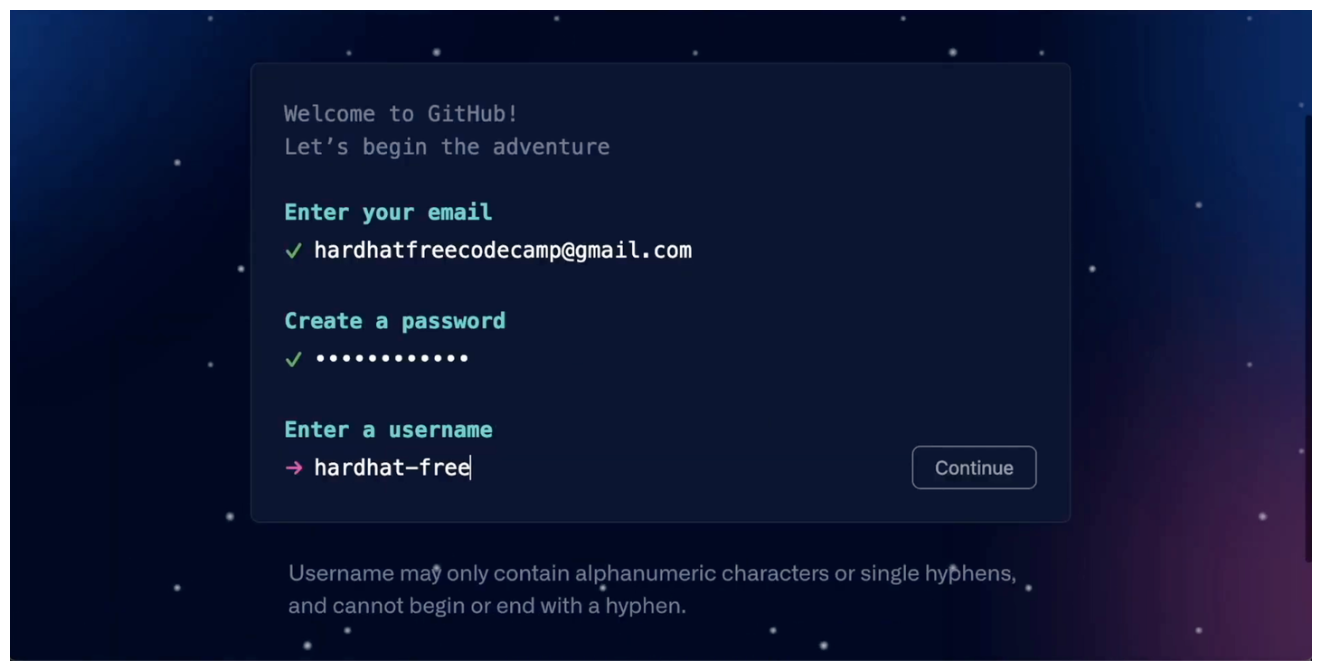 Welcome to GitHub!
Let’s begin the adventure
Enter your email
✓ hardhatfreecodecamp@gmail.com
Create a password
✓ ••••••••••••
Enter a username
→ hardhat-free
Continue
Username may only contain alphanumeric characters or single hyphens,
and cannot begin or end with a hyphen.